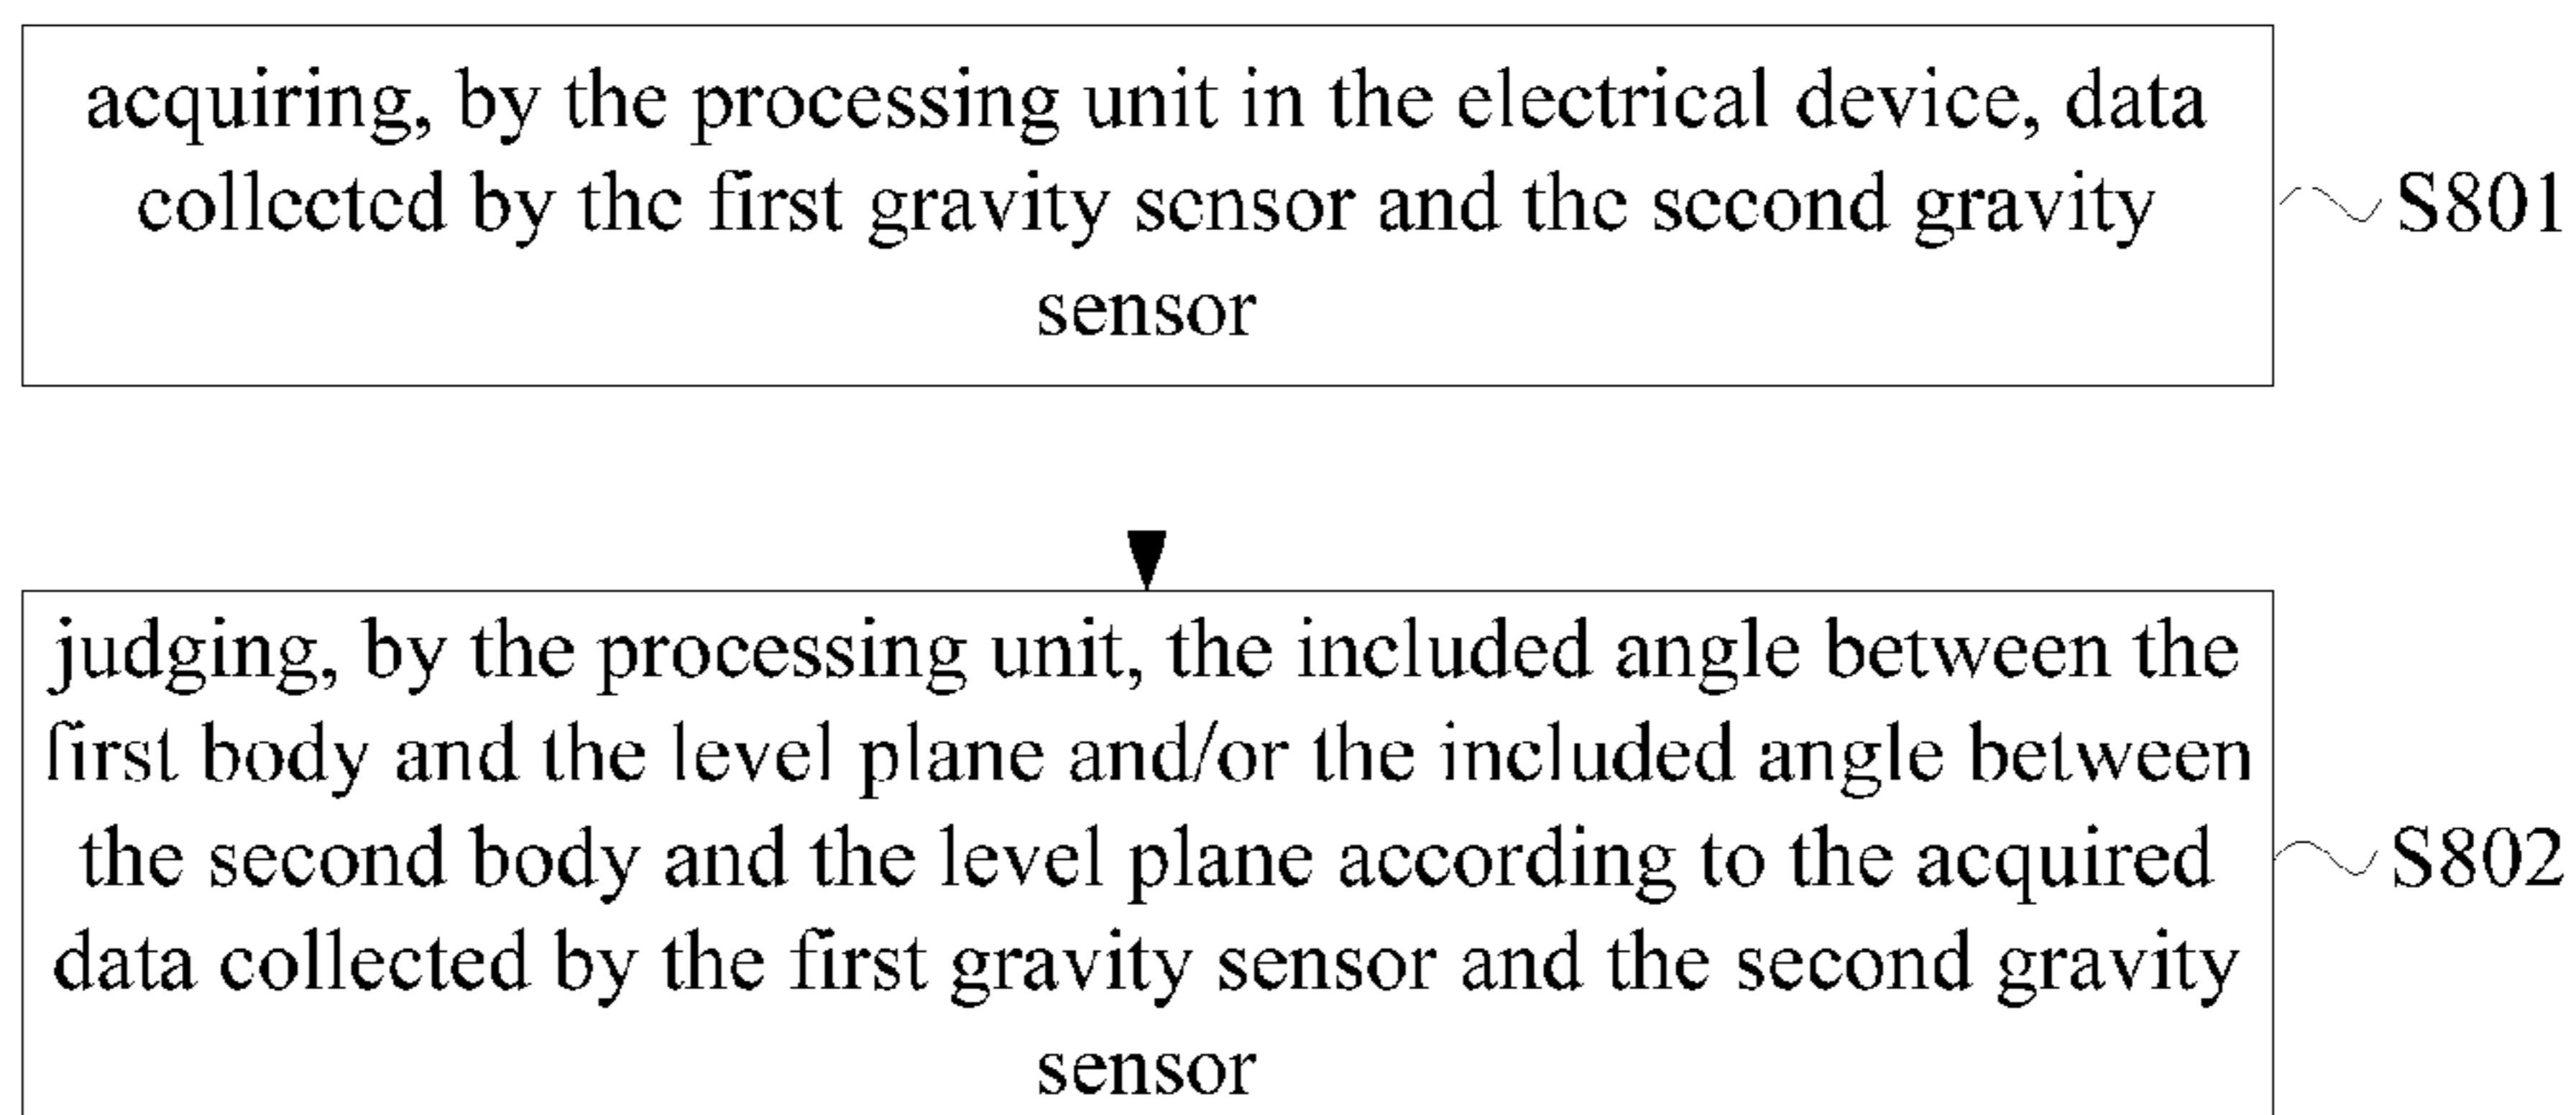 acquiring, by the processing unit in the electrical device, data
collected by the first gravity sensor and the second gravity
sensor
S801
judging, by the processing unit, the included angle between the
first body and the level plane and/or the included angle between
the second body and the level plane according to the acquired
data collected by the first gravity sensor and the second gravity
sensor
S802